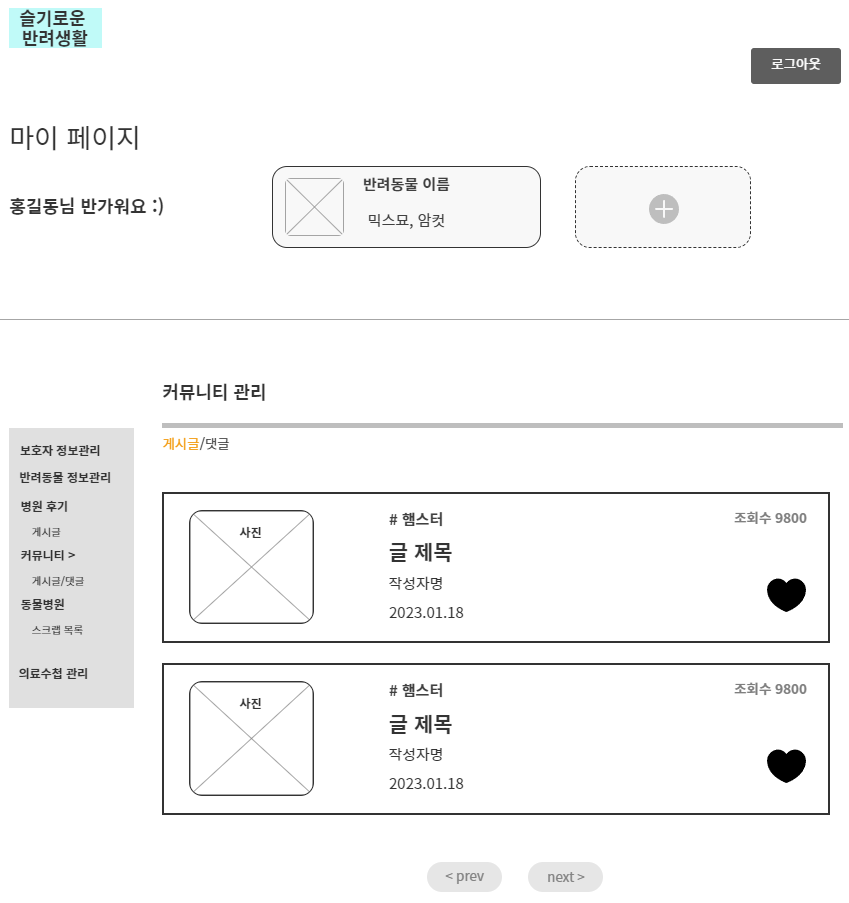 슬기로운
반려생활
로그아웃
마이 페이지
홍길동님 반가워요 :)
반려동물 이름
믹스묘, 암컷
커뮤니티 관리
게시글/댓글
보호자 정보관리
반려동물 정보관리
병원 후기
게시글
커뮤니티 >
게시글/댓글
동물병원
스크랩 목록
의료수첩 관리
사진
# 햄스터
글 제목
작성자명
2023.01.18
조회수 9800
사진
# 햄스터
글 제목
작성자명
2023.01.18
조회수 9800
< prev
next >